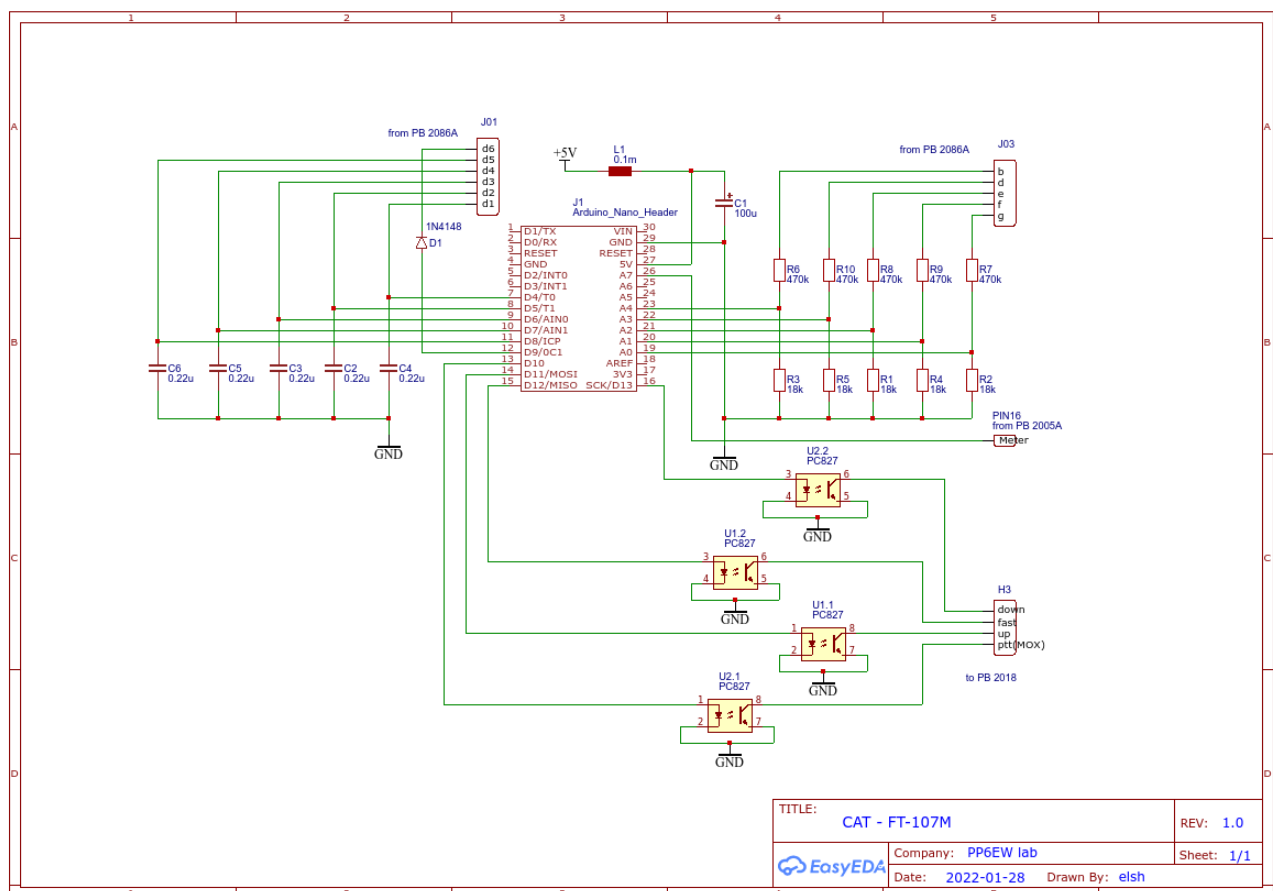 1 2 3 4 5
A
B
C
D
A
B
C
D
J01
from PB 2086A
d6
d5
d4
d3
d2
d1
1N4148
D1
+5V
L1
0.1m
C1
100u
J1
Arduino_Nano_Header
1 D1/TX VIN 30
2 D0/RX GND 29
3 RESET RESET 28
4 GND 5V 27
5 D2/INT0 A7 26
6 D3/INT1 A6 25
7 D4/T0 A5 24
8 D5/T1 A4 23
9 D6/AIN0 A3 22
10 D7/AIN1 A2 21
11 D8/ICP A1 20
12 D9/0C1 A0 19
13 D10 AREF 18
14 D11/MOSI 3V3 17
15 D12/MISO SCK/D13 16
from PB 2086A
J03
b
d
e
f
g
R6
470k
R10
470k
R8
470k
R9
470k
R7
470k
R3
18k
R5
18k
R1
18k
R4
18k
R2
18k
C6
0.22u
C5
0.22u
C3
0.22u
C2
0.22u
C4
0.22u
GND
GND
PIN16
from PB 2005A
Meter
U2.2
PC827
3 6
4 5
GND
U1.2
PC827
3 6
4 5
GND
U1.1
PC827
1 8
2 7
GND
U2.1
PC827
1 8
2 7
GND
H3
down
fast
up
ptt(MOX)
to PB 2018
TITLE:
CAT - FT-107M
REV: 1.0
EasyEDA
Company: PP6EW lab
Sheet: 1/1
Date: 2022-01-28 Drawn By: elsh